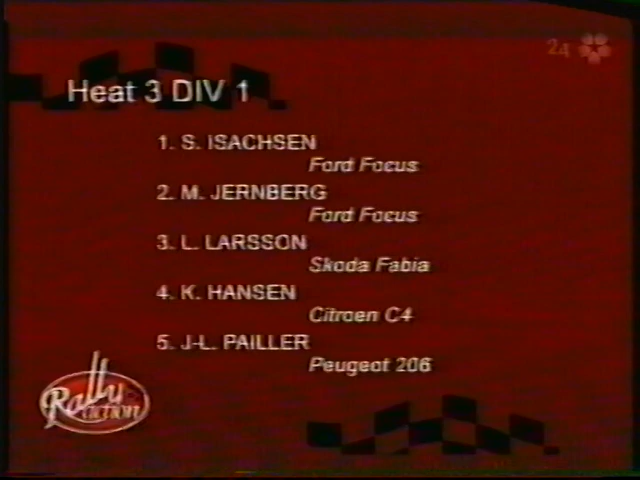 24
Heat 3 DIV 1
1. S. ISACHSEN
Ford Focus
2. M. JERNBERG
Ford Focus
3. L. LARSSON
Skoda Fabia
4. K. HANSEN
Citroen C4
5. J-L. PAILLER
Peugeot 206
Rally
action